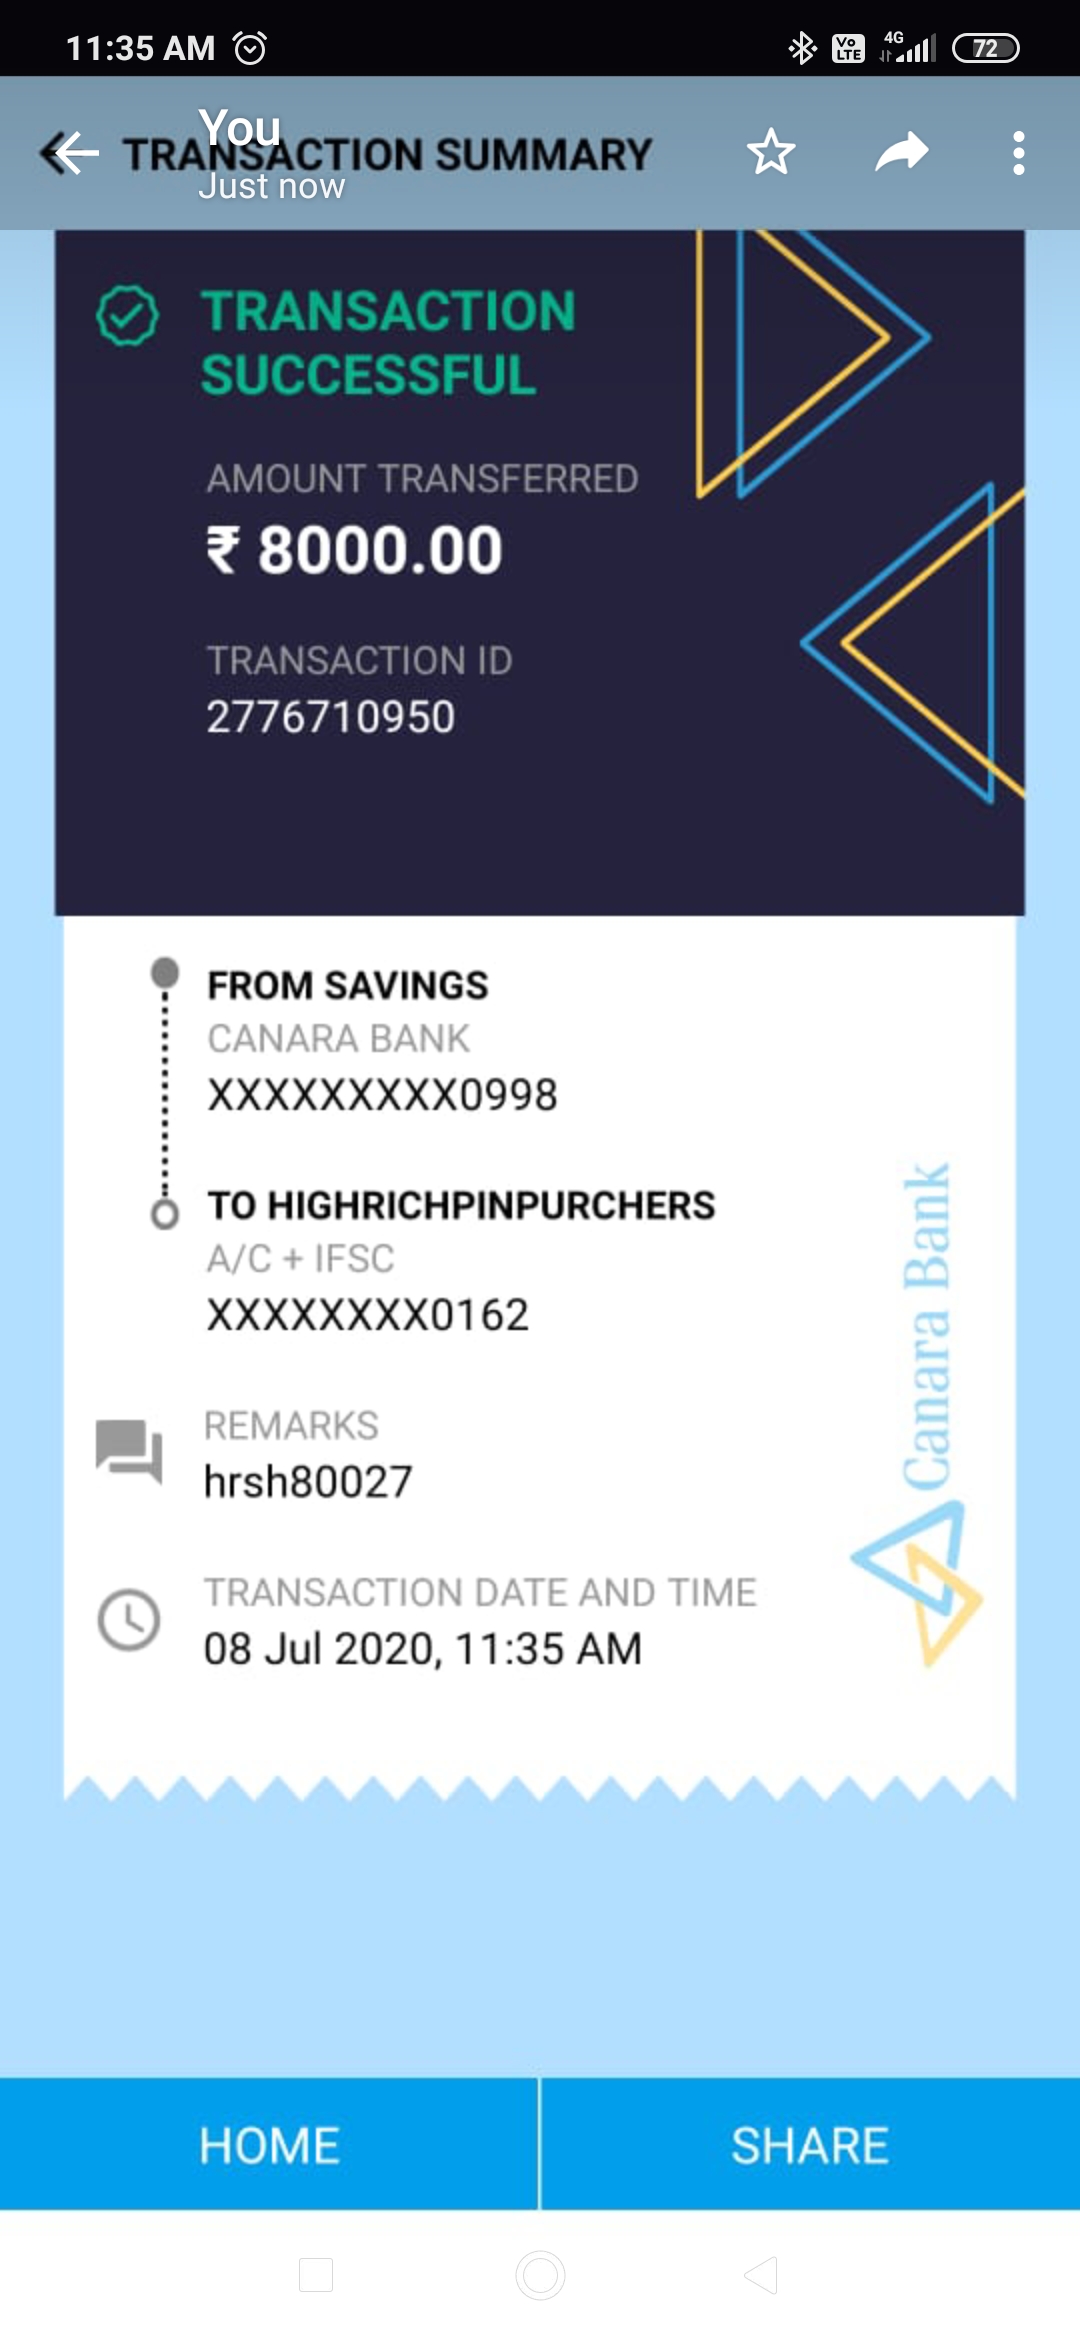 11:35 AM
Vo
LTE
4G
72
You
TRANSACTION SUMMARY
Just now
TRANSACTION
SUCCESSFUL
AMOUNT TRANSFERRED
₹ 8000.00
TRANSACTION ID
2776710950
FROM SAVINGS
CANARA BANK
XXXXXXXXX0998
TO HIGHRICHPINPURCHERS
A/C + IFSC
XXXXXXXX0162
Canara Bank
REMARKS
hrsh80027
TRANSACTION DATE AND TIME
08 Jul 2020, 11:35 AM
HOME
SHARE